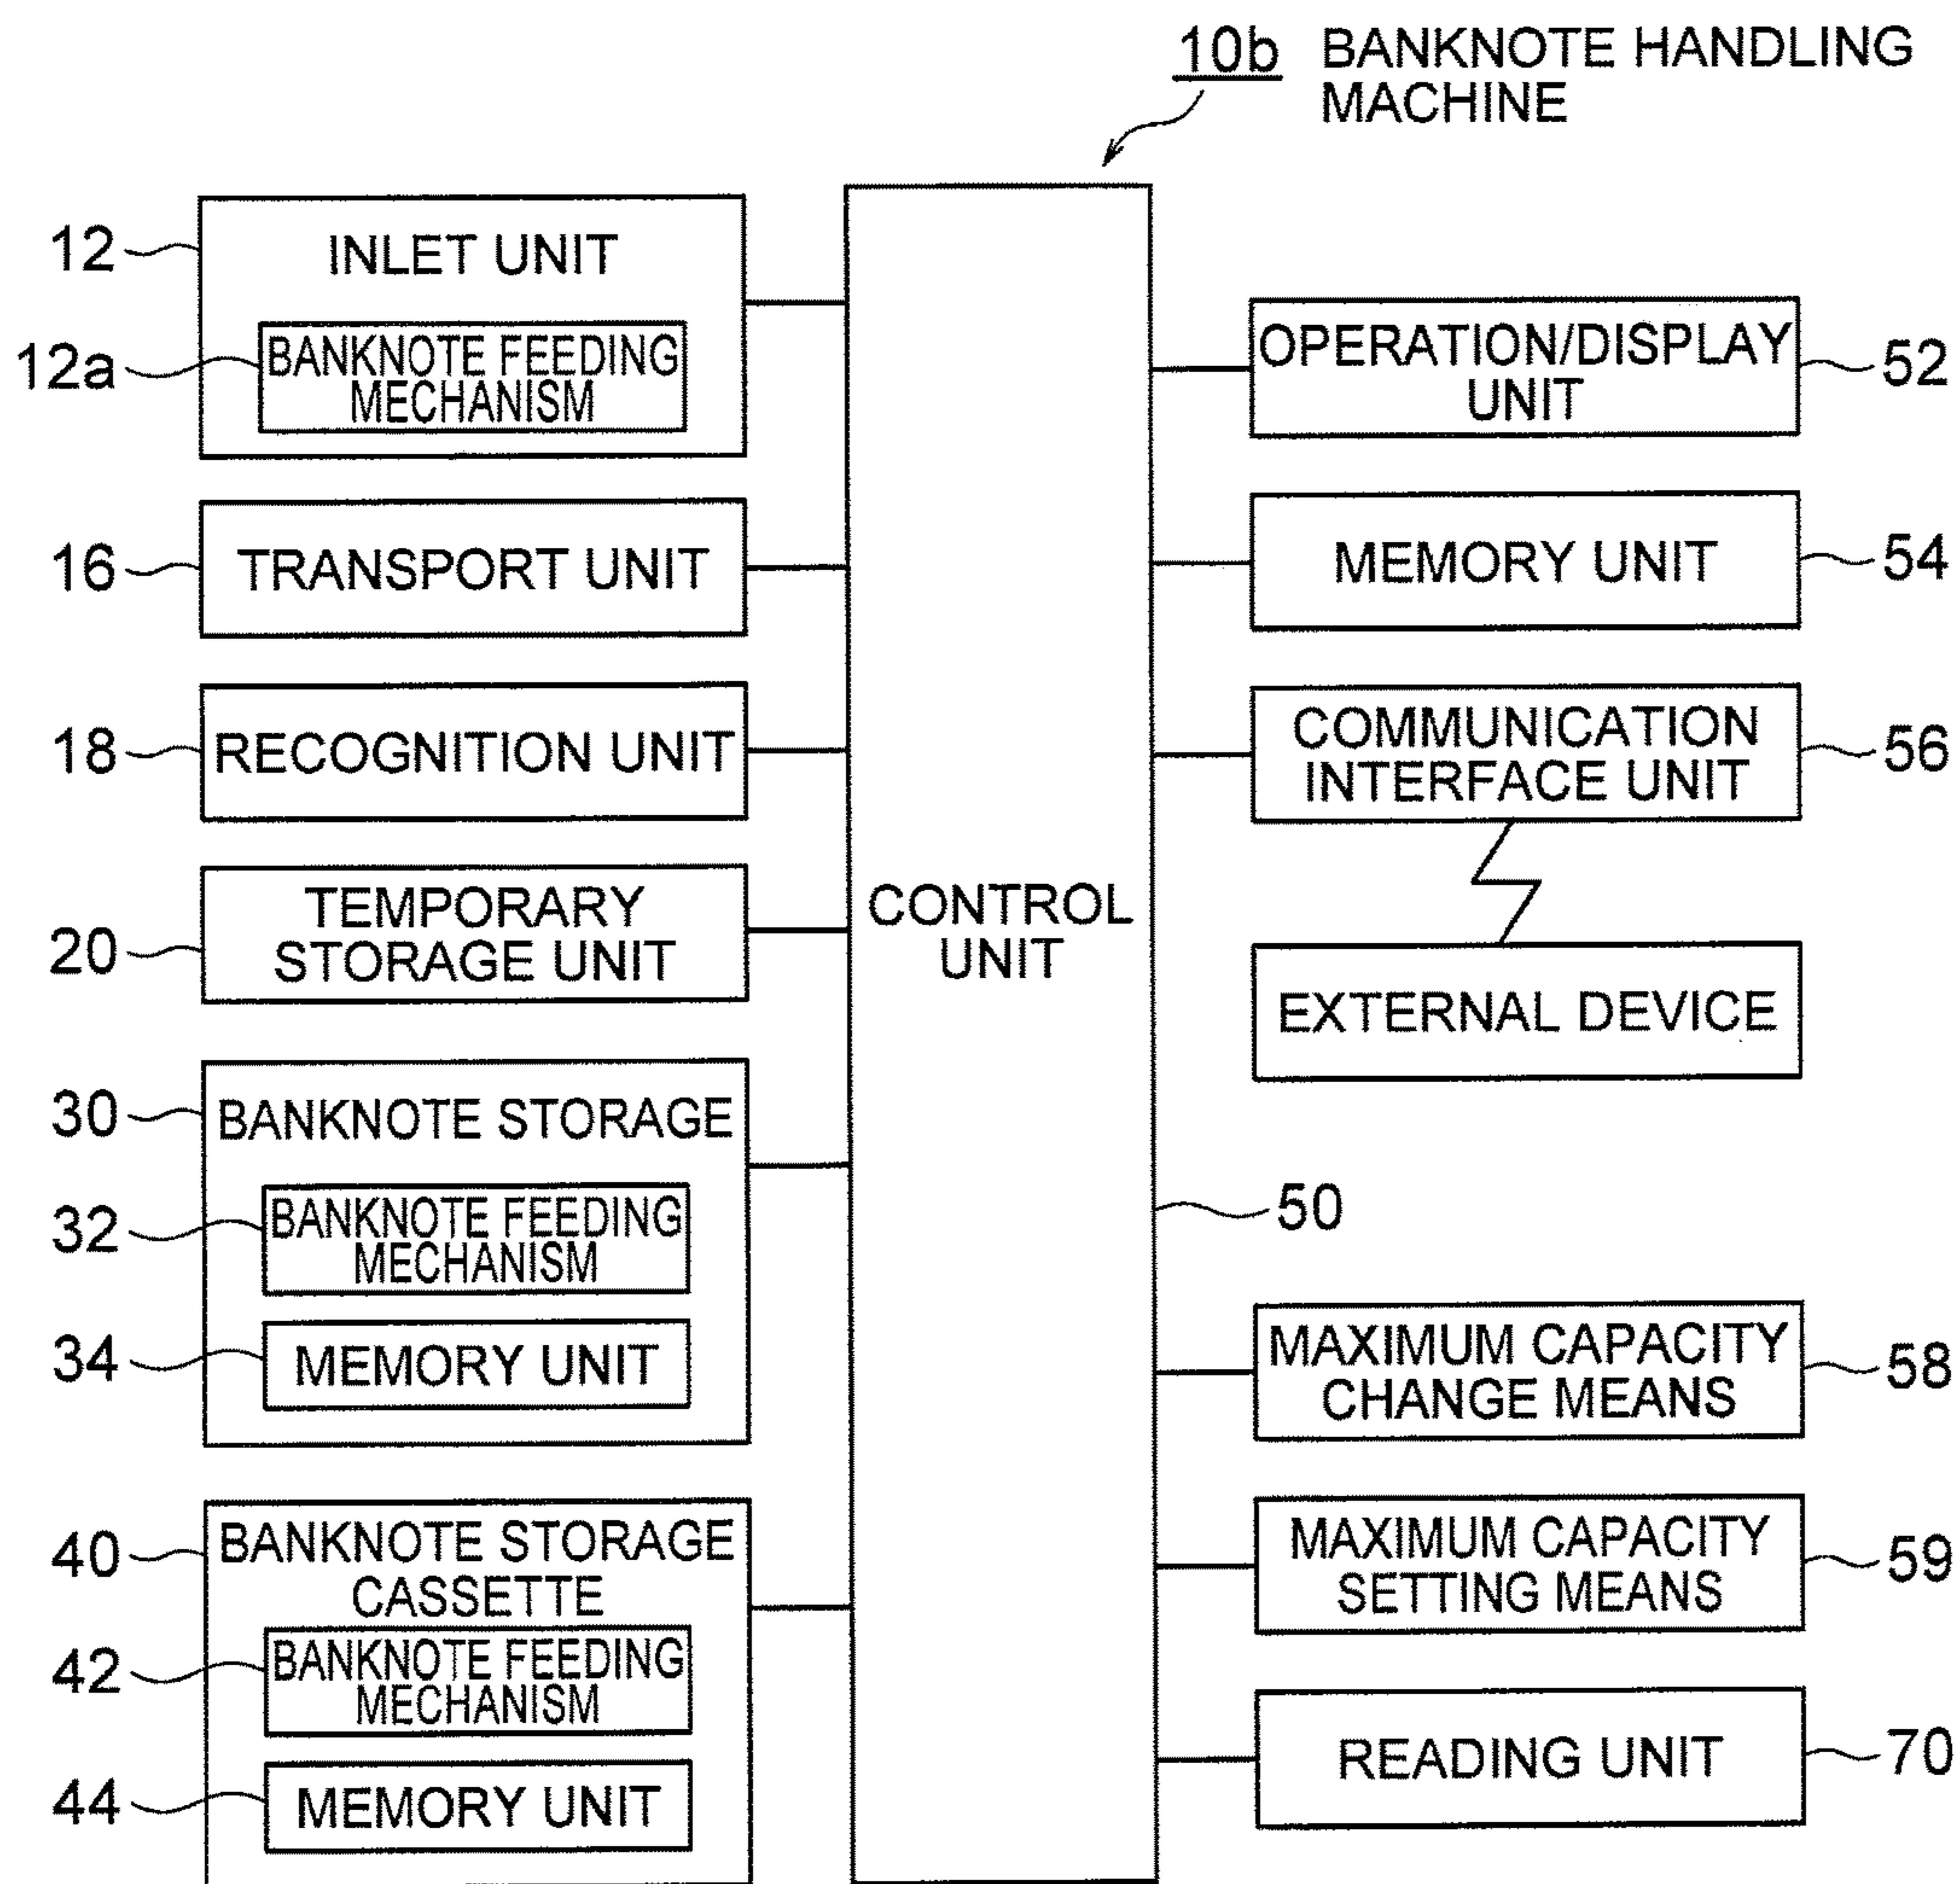 10b BANKNOTE HANDLING
MACHINE
12
INLET UNIT
12a
BANKNOTE FEEDING
MECHANISM
16
TRANSPORT UNIT
18
RECOGNITION UNIT
20
TEMPORARY
STORAGE UNIT
30
BANKNOTE STORAGE
32
BANKNOTE FEEDING
MECHANISM
34
MEMORY UNIT
40
BANKNOTE STORAGE
CASSETTE
42
BANKNOTE FEEDING
MECHANISM
44
MEMORY UNIT
CONTROL
UNIT
50
OPERATION/DISPLAY
UNIT
52
MEMORY UNIT
54
COMMUNICATION
INTERFACE UNIT
56
EXTERNAL DEVICE
MAXIMUM CAPACITY
CHANGE MEANS
58
MAXIMUM CAPACITY
SETTING MEANS
59
READING UNIT
70